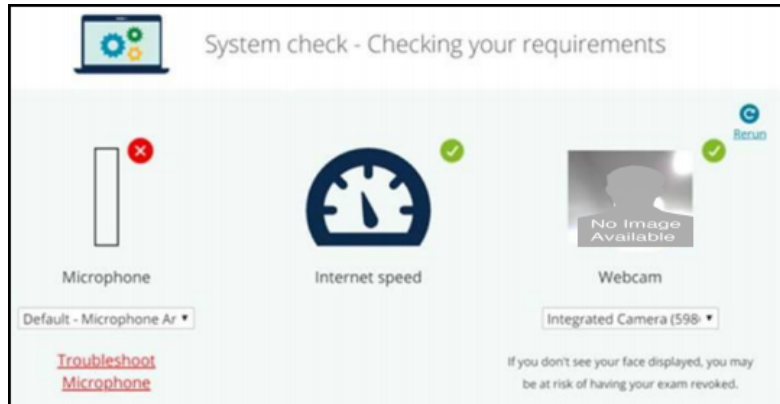 System check - Checking your requirements
Rerun
No Image
Available
Microphone
Internet speed
Webcam
Default - Microphone Ar
Integrated Camera (598
Troubleshoot
Microphone
If you don't see your face displayed, you may
be at risk of having your exam revoked.